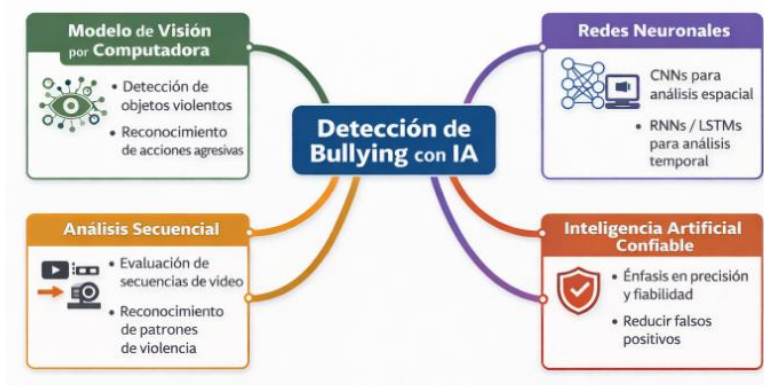 Modelo de Visión
por Computadora
• Detección de
objetos violentos
• Reconocimiento
de acciones agresivas
Detección de
Bullying con IA
Redes Neuronales
CNNs para
análisis espacial
• RNNs / LSTMs
para análisis
temporal
Análisis Secuencial
• Evaluación de
secuencias de video
• Reconocimiento
de patrones
de violencia
Inteligencia Artificial
Confiable
• Énfasis en precisión
y fiabilidad
• Reducir falsos
positivos